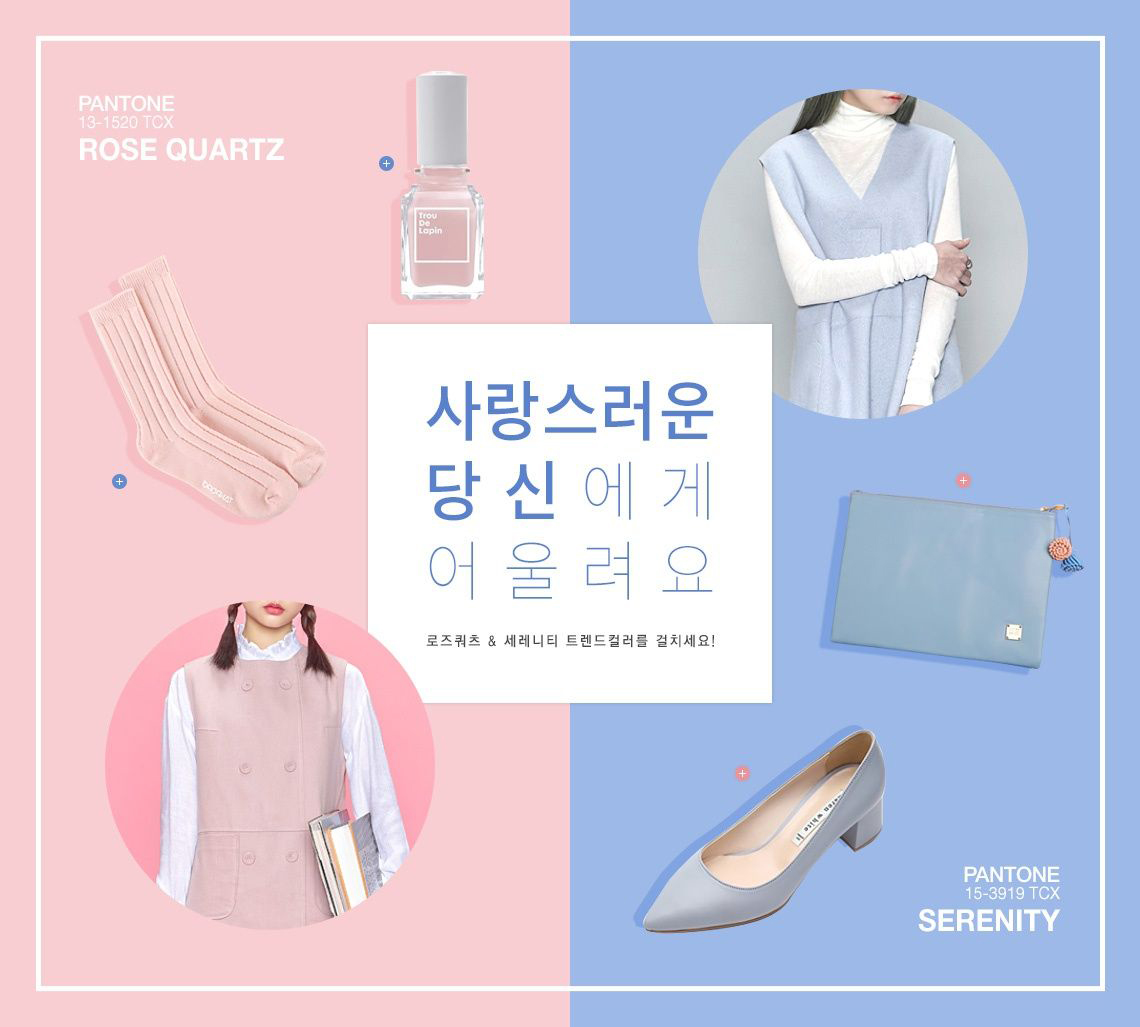 PANTONE
13-1520 TCX
ROSE QUARTZ
Trou
De
Lapin
사랑스러운
당신에게
어울려요
로즈쿼츠 & 세레니티 트렌드컬러를 걸치세요!
white
PANTONE
15-3919 TCX
SERENITY